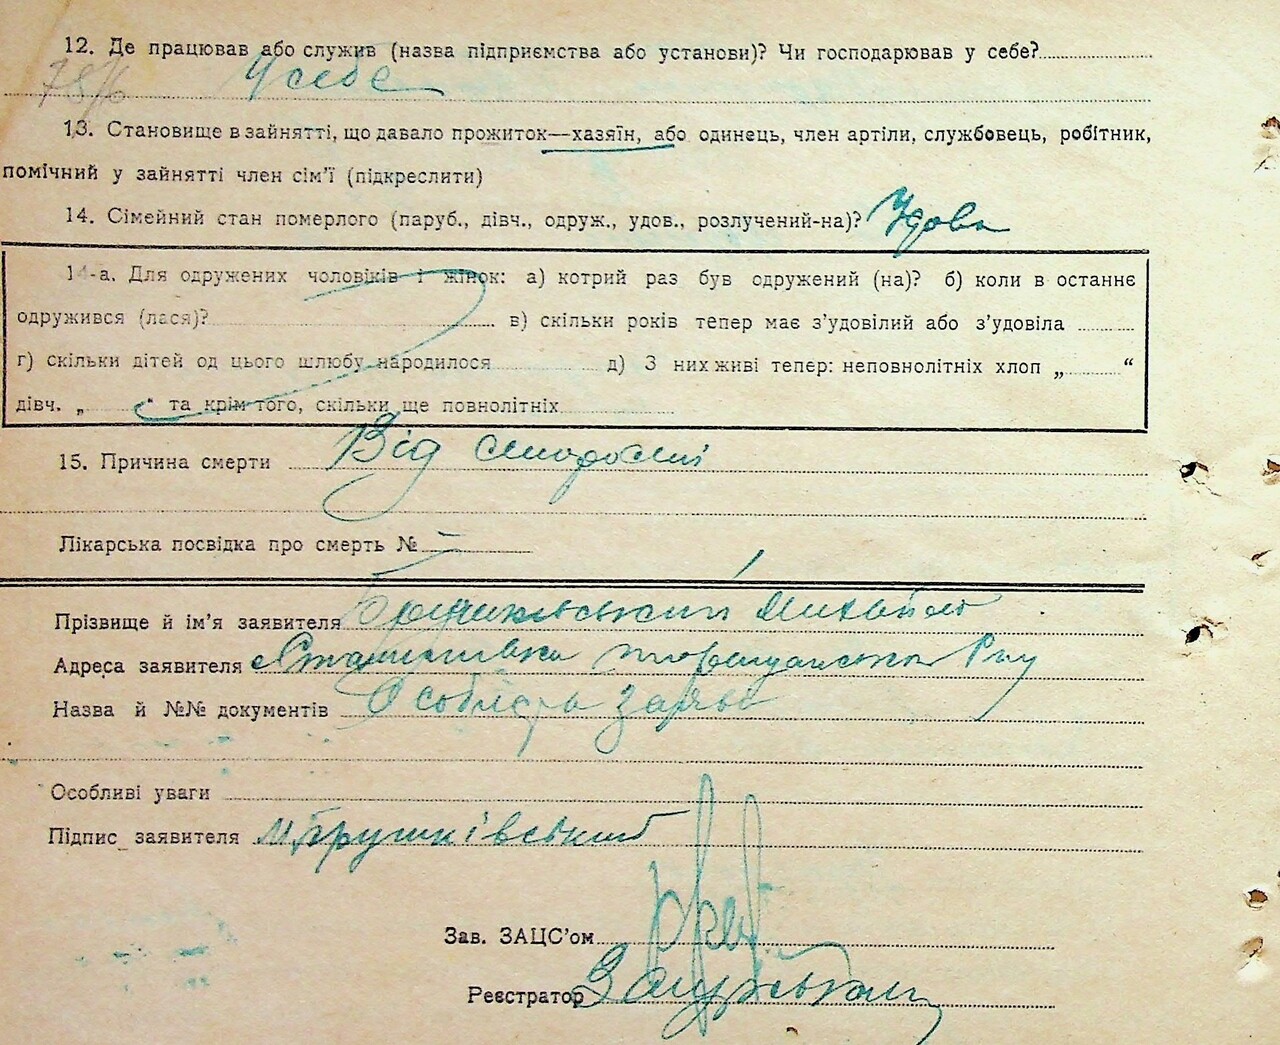 12. Де працював або служив (назва підприємства або установи)? Чи господарював у себе?
У себе
13. Становище в зайнятті, що давало прожиток—хазяїн, або одинець, член артіли, службовець, робітник,
помічний у зайнятті член сім'ї (підкреслити)
14. Сімейний стан померлого (паруб., дівч., одруж., удов., розлучений-на)? Удова
14-а. Для одружених чоловіків і жінок: а) котрий раз був одружений (на)? б) коли в останнє
одружився (лася)? в) скільки років тепер має з'удовілий або з'удовіла
г) скільки дітей од цього шлюбу народилося д) З них живі тепер: неповнолітніх хлоп „ “
дівч. „ “ та крім того, скільки ще повнолітніх
15. Причина смерти Від старости
Лікарська посвідка про смерть № —
Прізвище й ім'я заявителя Михайло
Адреса заявителя
Назва й №№ документів Особиста заява
Особливі уваги
Підпис заявителя
Зав. ЗАЦС'ом
Реєстратор